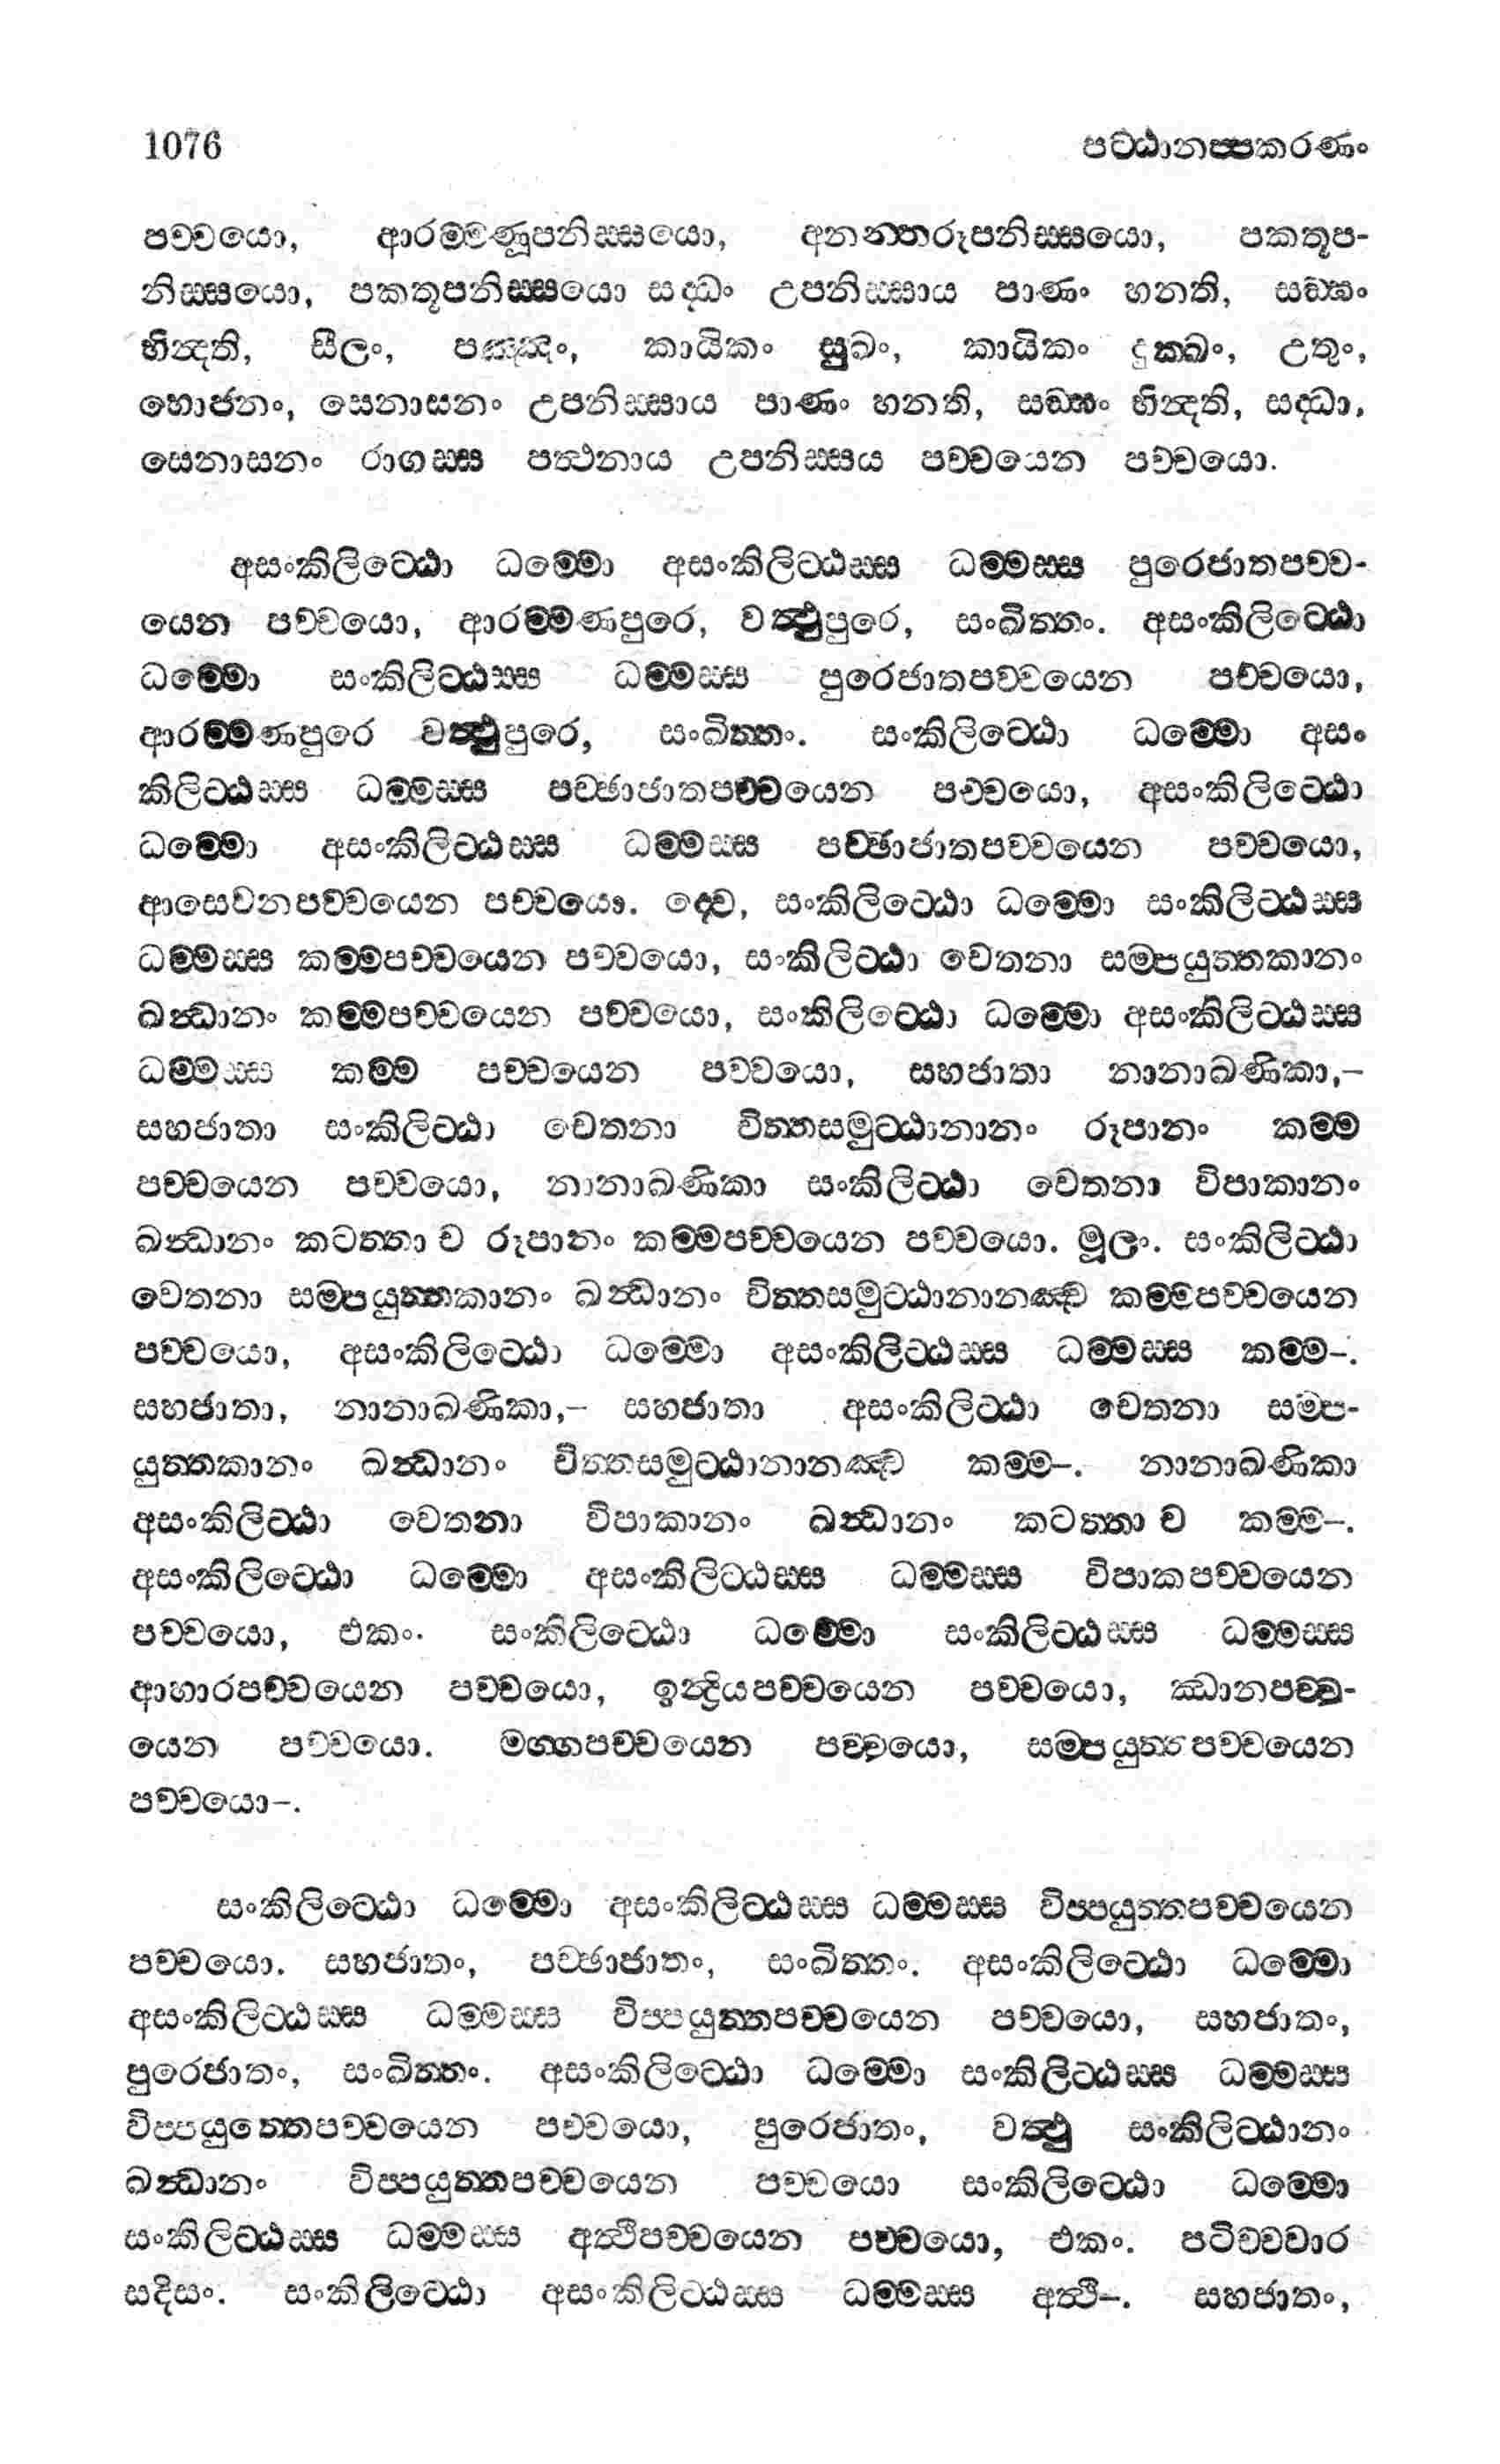 1076 පට්ඨානප්පකරණං
පච්චයො, ආරම්මණූපනිස්සයො, අනන්තරූපනිස්සයො, පකතූප-
නිස්සයො, පකතූපනිස්සයො සද්ධං උපනිස්සාය පාණං හනති, සඞ්ඝං
භින්දති, සීලං, පඤ්ඤං, කායිකං සුඛං, කායිකං දුක්ඛං, උතුං,
භොජනං, සෙනාසනං උපනිස්සාය පාණං හනති, සඞ්ඝං භින්දති, සද්ධා,
සෙනාසනං රාගස්ස පත්ථනාය උපනිස්සය පච්චයෙන පච්චයො.
අසංකිලිට්ඨො ධම්මො අසංකිලිට්ඨස්ස ධම්මස්ස පුරෙජාතපච්ච-
යෙන පච්චයො, ආරම්මණපුරෙ, වත්ථුපුරෙ, සංඛිත්තං. අසංකිලිට්ඨො
ධම්මො සංකිලිට්ඨස්ස ධම්මස්ස පුරෙජාතපච්චයෙන පච්චයො,
ආරම්මණපුරෙ වත්ථුපුරෙ, සංඛිත්තං. සංකිලිට්ඨො ධම්මො අසං
කිලිට්ඨස්ස ධම්මස්ස පච්ඡාජාතපච්චයෙන පච්චයො, අසංකිලිට්ඨො
ධම්මො අසංකිලිට්ඨස්ස ධම්මස්ස පච්ඡාජාතපච්චයෙන පච්චයො,
ආසෙවනපච්චයෙන පච්චයො. ද්වෙ, සංකිලිට්ඨො ධම්මො සංකිලිට්ඨස්ස
ධම්මස්ස කම්මපච්චයෙන පච්චයො, සංකිලිට්ඨා චෙතනා සම්පයුත්තකානං
ඛන්ධානං කම්මපච්චයෙන පච්චයො, සංකිලිට්ඨො ධම්මො අසංකිලිට්ඨස්ස
ධම්මස්ස කම්ම පච්චයෙන පච්චයො, සහජාතා නානාඛණිකා,–
සහජාතා සංකිලිට්ඨා චෙතනා චිත්තසමුට්ඨානානං රූපානං කම්ම
පච්චයෙන පච්චයො, නානාඛණිකා සංකිලිට්ඨා චෙතනා විපාකානං
ඛන්ධානං කටත්තා ච රූපානං කම්මපච්චයෙන පච්චයො. මූලං. සංකිලිට්ඨා
චෙතනා සම්පයුත්තකානං ඛන්ධානං චිත්තසමුට්ඨානානඤ්ච කම්මපච්චයෙන
පච්චයො, අසංකිලිට්ඨො ධම්මො අසංකිලිට්ඨස්ස ධම්මස්ස කම්ම–.
සහජාතා, නානාඛණිකා,– සහජාතා අසංකිලිට්ඨා චෙතනා සම්ප-
යුත්තකානං ඛන්ධානං චිත්තසමුට්ඨානානඤ්ච කම්ම–. නානාඛණිකා
අසංකිලිට්ඨා චෙතනා විපාකානං ඛන්ධානං කටත්තා ච කම්ම–.
අසංකිලිට්ඨො ධම්මො අසංකිලිට්ඨස්ස ධම්මස්ස විපාකපච්චයෙන
පච්චයො, එකං. සංකිලිට්ඨො ධම්මො සංකිලිට්ඨස්ස ධම්මස්ස
ආහාරපච්චයෙන පච්චයො, ඉන්ද්‍රියපච්චයෙන පච්චයො, ඣානපච්ච-
යෙන පච්චයො. මග්ගපච්චයෙන පච්චයො, සම්පයුත්තපච්චයෙන
පච්චයො–.
සංකිලිට්ඨො ධම්මො අසංකිලිට්ඨස්ස ධම්මස්ස විප්පයුත්තපච්චයෙන
පච්චයො. සහජාතං, පච්ඡාජාතං, සංඛිත්තං. අසංකිලිට්ඨො ධම්මො
අසංකිලිට්ඨස්ස ධම්මස්ස විප්පයුත්තපච්චයෙන පච්චයො, සහජාතං,
පුරෙජාතං, සංඛිත්තං. අසංකිලිට්ඨො ධම්මො සංකිලිට්ඨස්ස ධම්මස්ස
විප්පයුත්තෙපච්චයෙන පච්චයො, පුරෙජාතං, වත්ථු සංකිලිට්ඨානං
ඛන්ධානං විප්පයුත්තපච්චයෙන පච්චයො සංකිලිට්ඨො ධම්මො
සංකිලිට්ඨස්ස ධම්මස්ස අත්ථිපච්චයෙන පච්චයො, එකං. පටිච්චවාර
සදිසං. සංකිලිට්ඨො අසංකිලිට්ඨස්ස ධම්මස්ස අත්ථි–. සහජාතං,